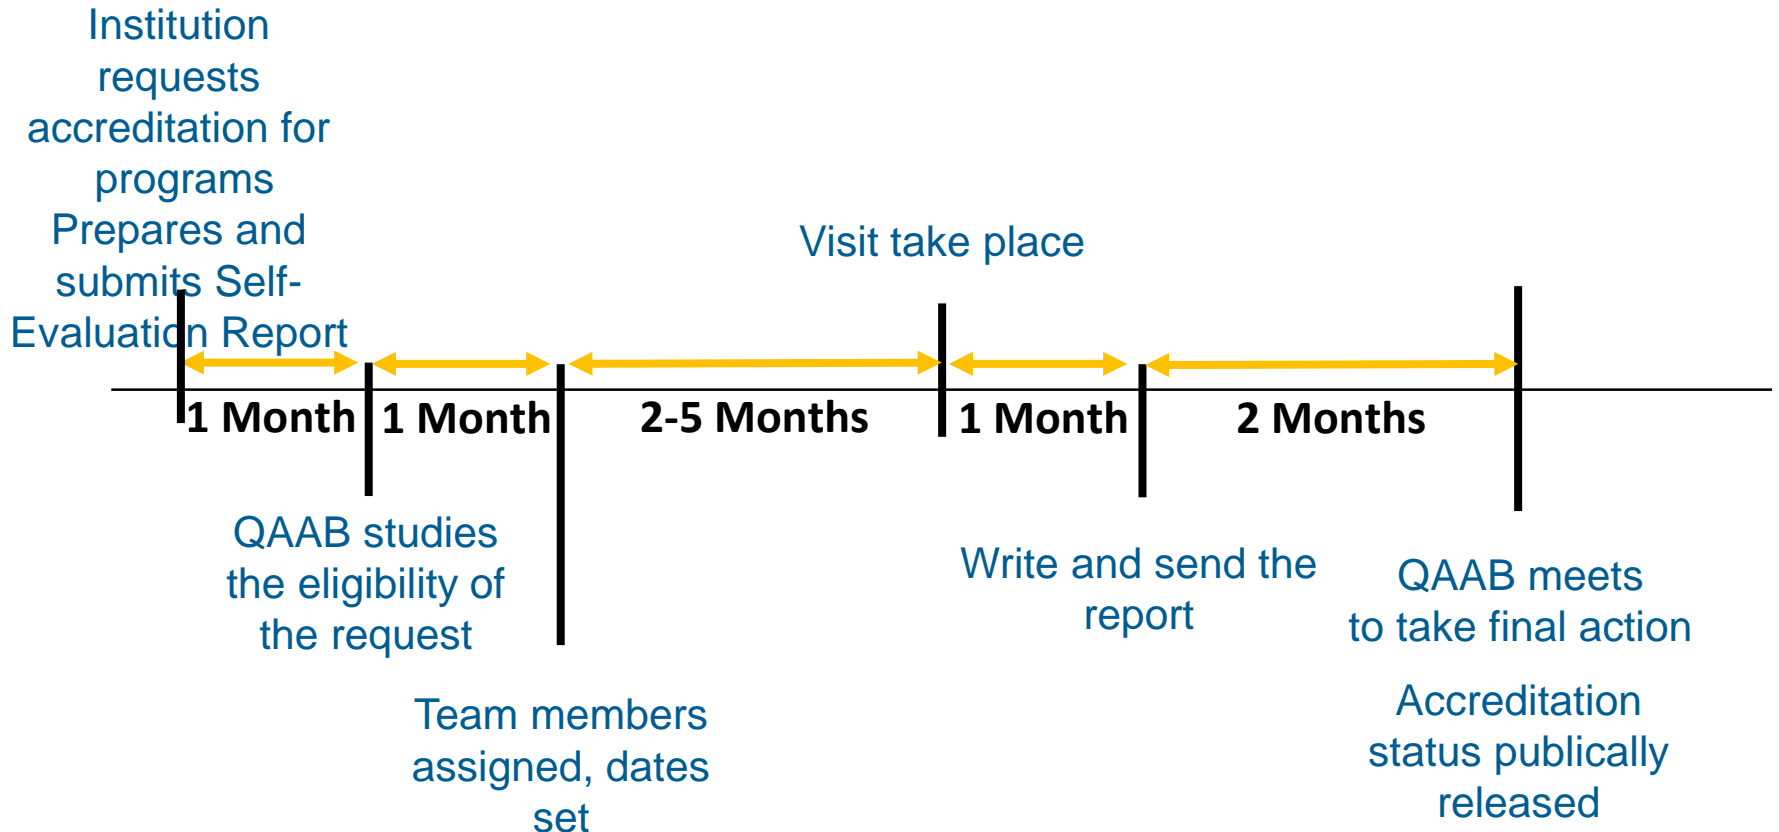 Institution
requests
accreditation for
programs
Prepares and
submits Self-
Evaluation Report
Visit take place
1 Month
1 Month
2-5 Months
1 Month
2 Months
QAAB studies
the eligibility of
the request
Team members
assigned, dates
set
Write and send the
report
QAAB meets
to take final action
Accreditation
status publically
released